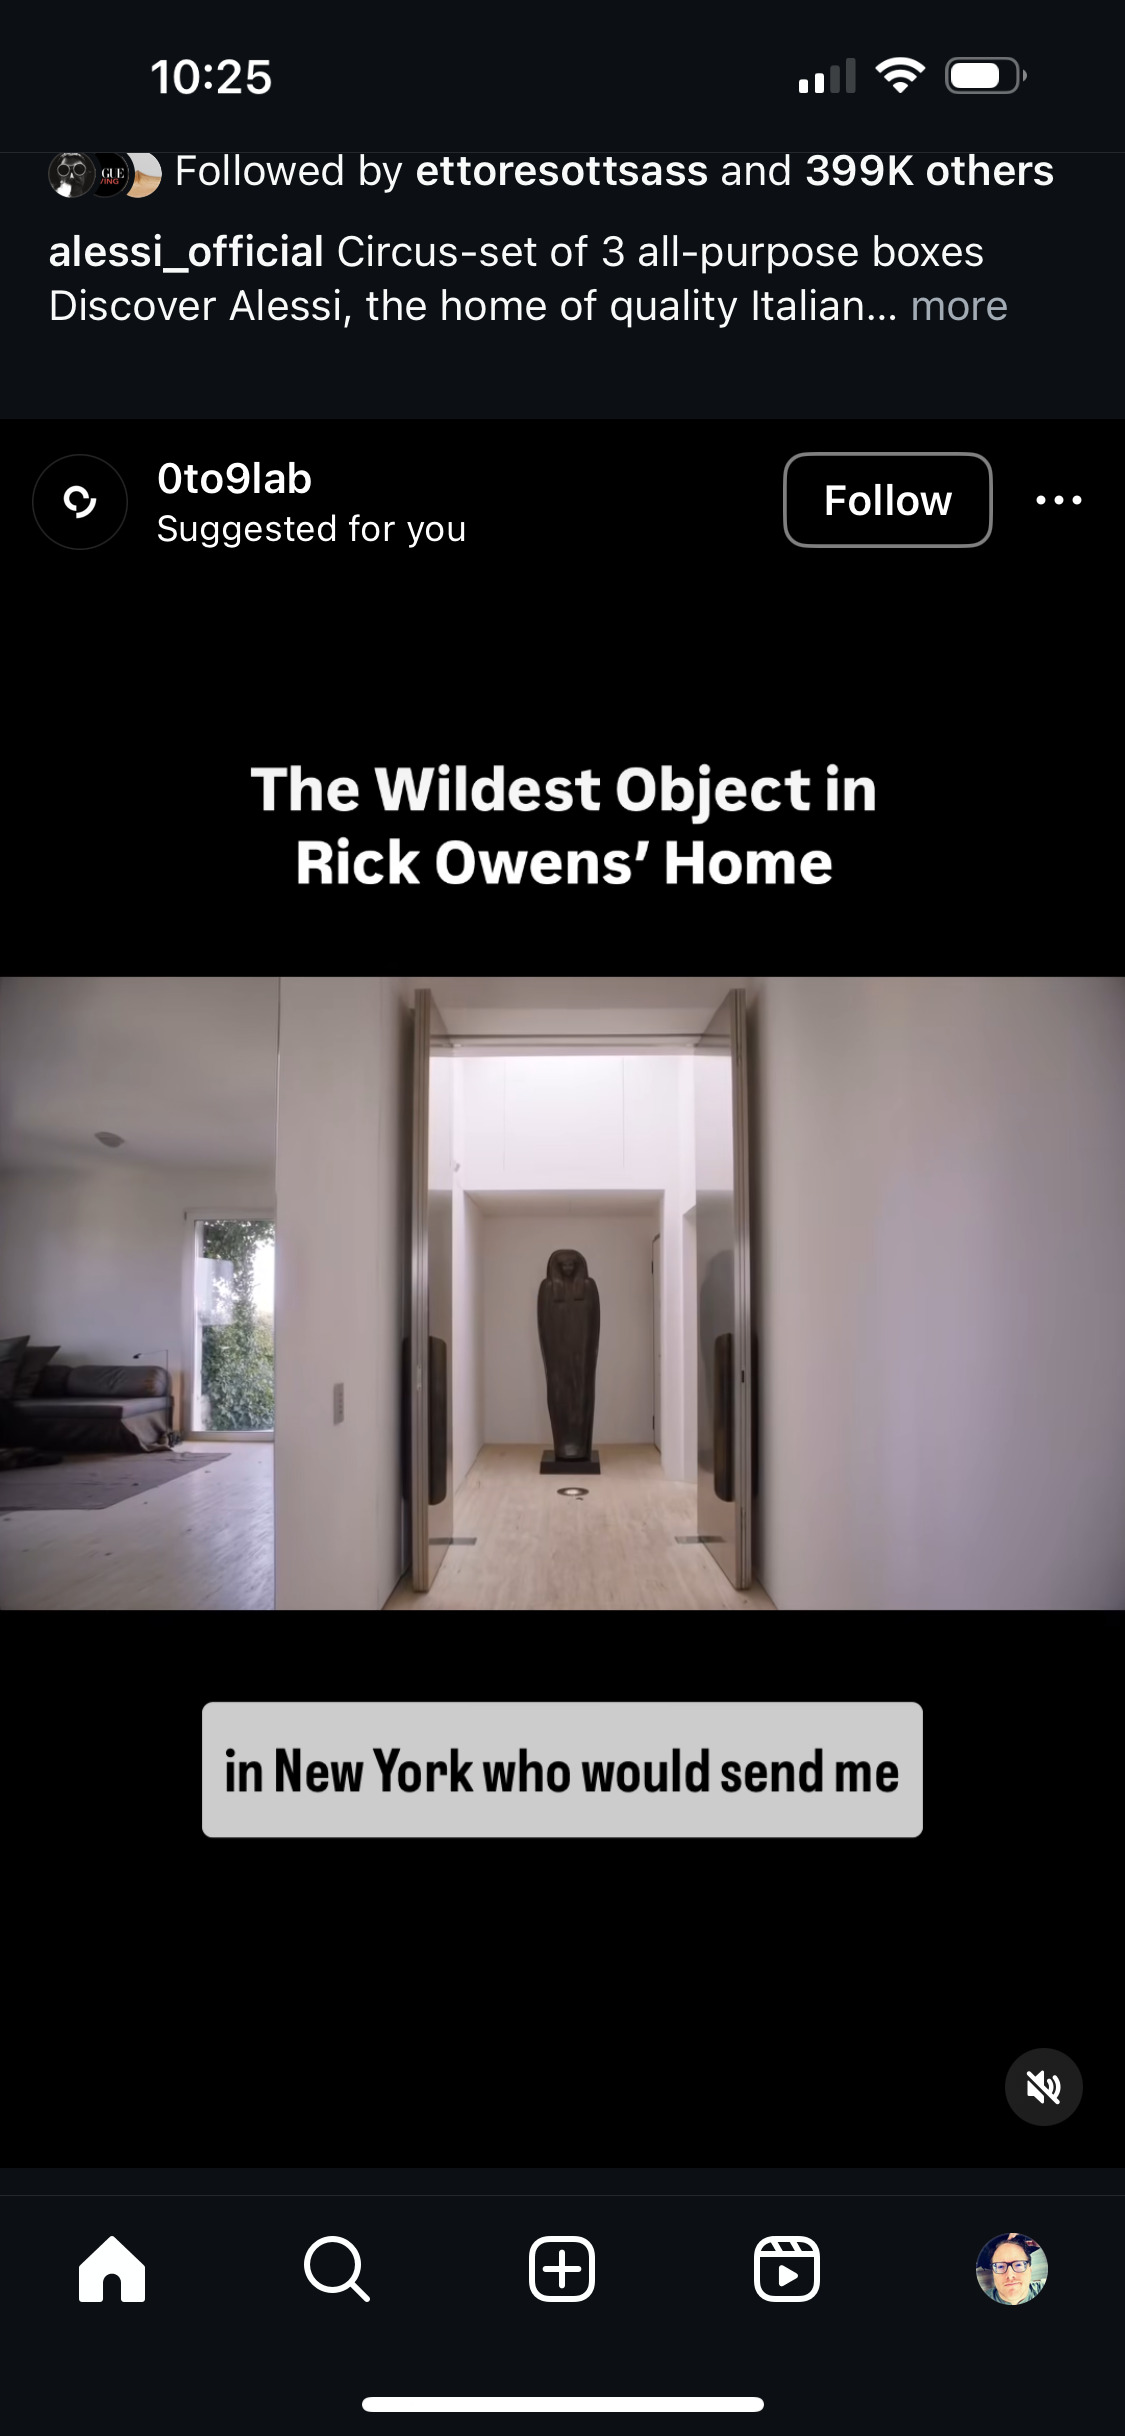 10:25
GUE
/ING
Followed by ettoresottsass and 399K others
alessi_official Circus-set of 3 all-purpose boxes
Discover Alessi, the home of quality Italian... more
0to9lab
Suggested for you
Follow
The Wildest Object in
Rick Owens’ Home
in New York who would send me